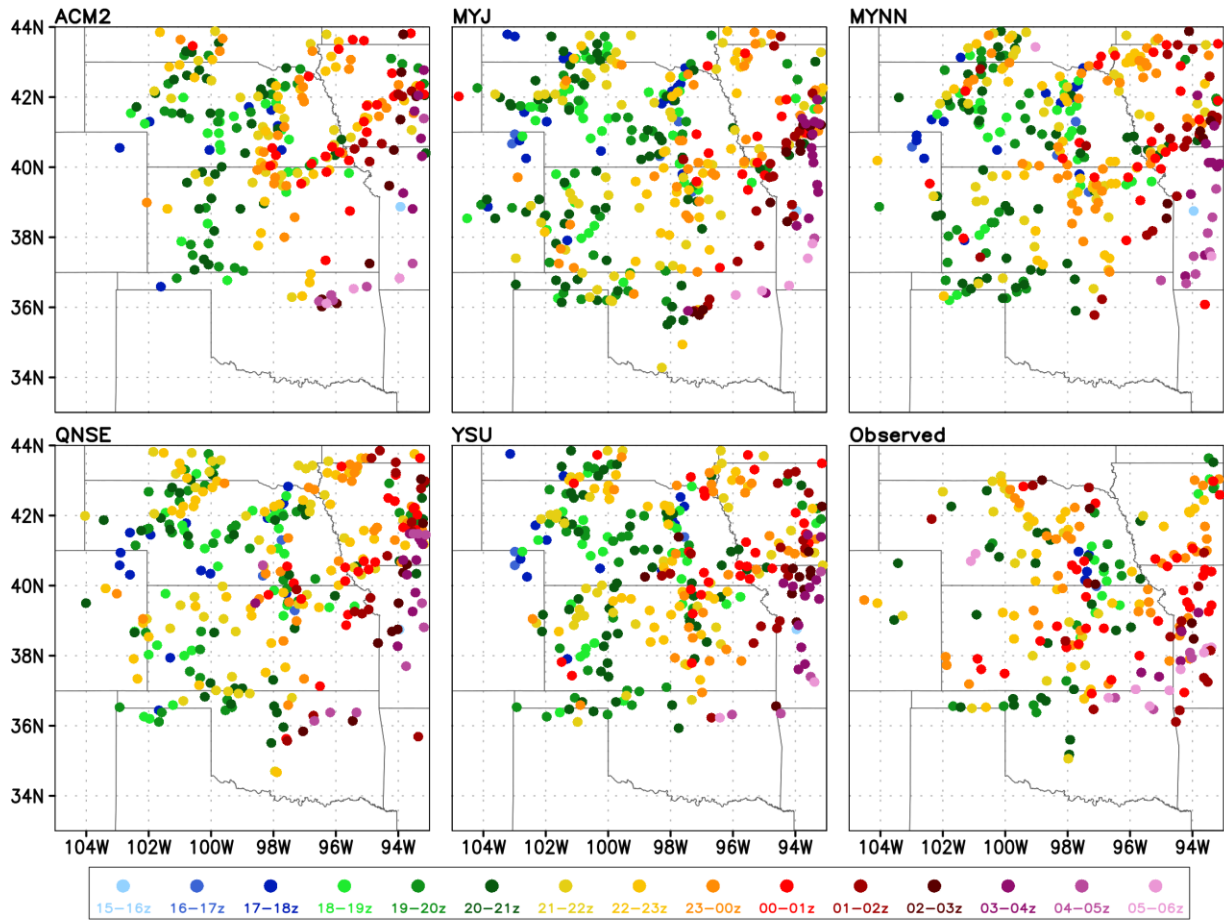 ACM2
MYJ
MYNN
44N
42N
40N
38N
36N
34N
QNSE
YSU
Observed
44N
42N
40N
38N
36N
34N
104W 102W 100W 98W 96W 94W
104W 102W 100W 98W 96W 94W
104W 102W 100W 98W 96W 94W
15-16z 16-17z 17-18z 18-19z 19-20z 20-21z 21-22z 22-23z 23-00z 00-01z 01-02z 02-03z 03-04z 04-05z 05-06z